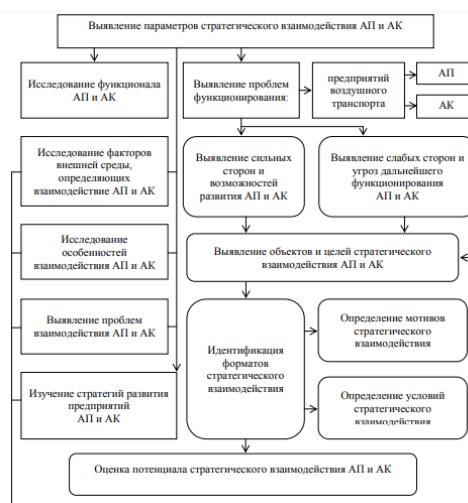 Выявление параметров стратегического взаимодействия АП и АК
Исследование функционала
АП и АК
Выявление проблем
функционирования:
предприятий
воздушного
транспорта
АП
АК
Исследование факторов
внешней среды,
определяющих
взаимодействие АП и АК
Выявление сильных
сторон и
возможностей
развития АП и АК
Выявление слабых сторон и
угроз дальнейшего
функционирования
АП и АК
Исследование
особенностей
взаимодействия АП и АК
Выявление объектов и целей стратегического
взаимодействия АП и АК
Выявление проблем
взаимодействия АП и АК
Идентификация
форматов
стратегического
взаимодействия
Определение мотивов
стратегического
взаимодействия
Изучение стратегий развития
предприятий
АП и АК
Определение условий
стратегического
взаимодействия
Оценка потенциала стратегического взаимодействия АП и АК